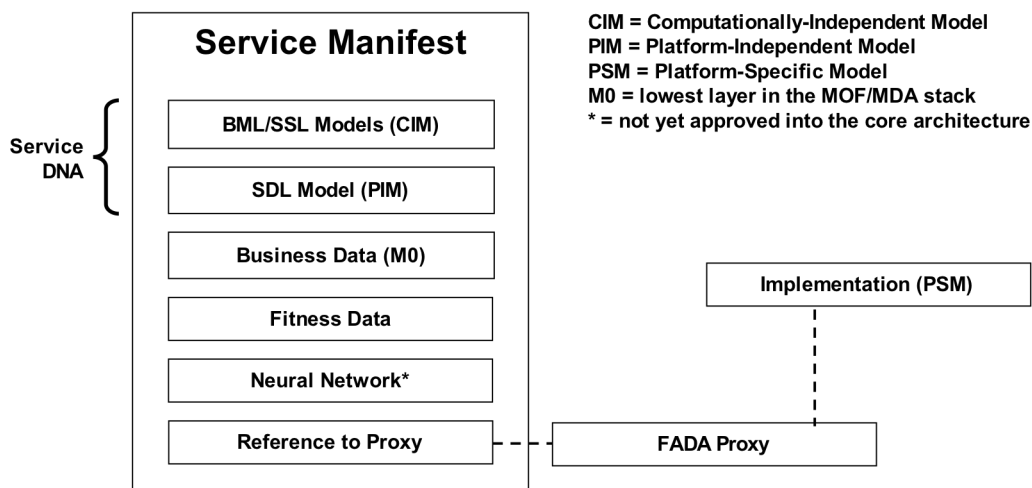 Service Manifest
CIM = Computationally-Independent Model
PIM = Platform-Independent Model
PSM = Platform-Specific Model
M0 = lowest layer in the MOF/MDA stack
* = not yet approved into the core architecture
Service
DNA
BML/SSL Models (CIM)
SDL Model (PIM)
Business Data (M0)
Fitness Data
Neural Network*
Reference to Proxy
FADA Proxy
Implementation (PSM)